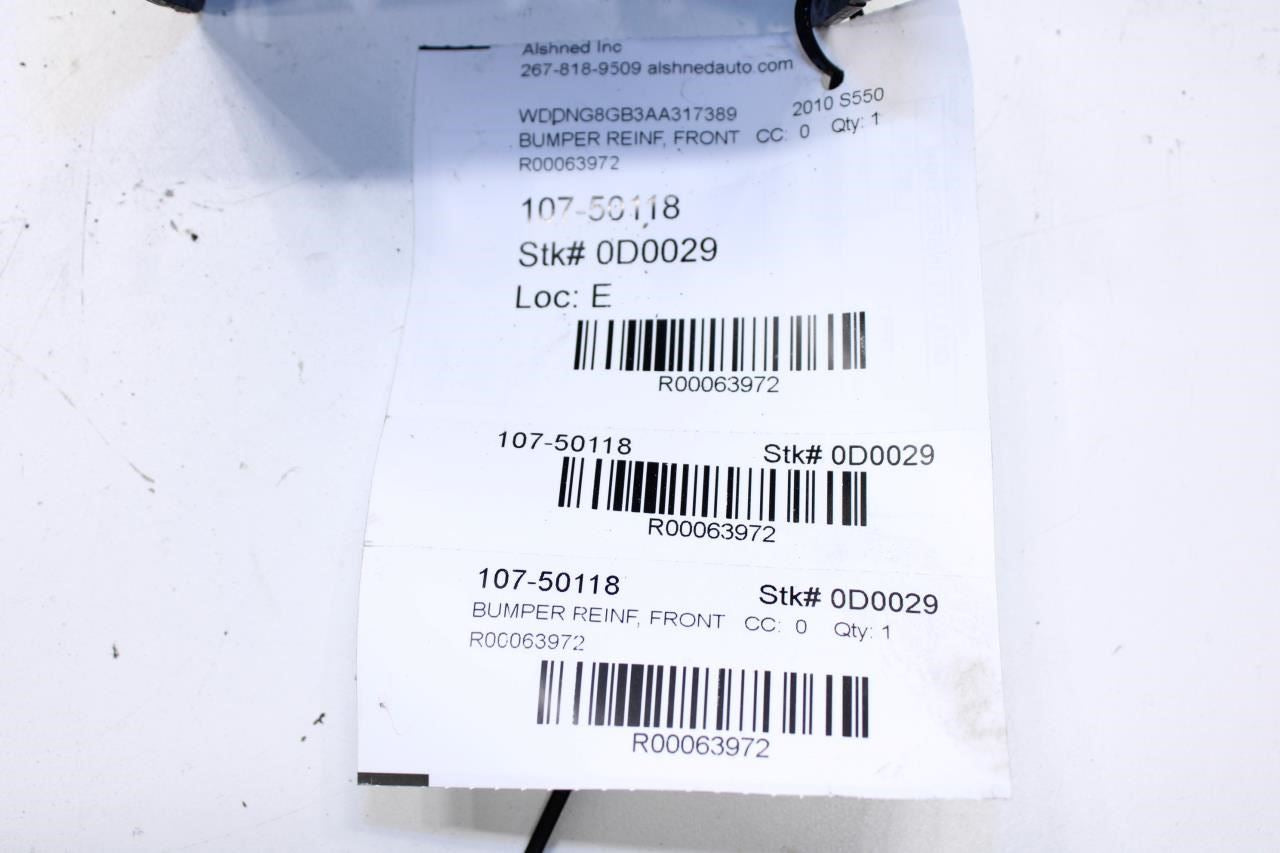 Alshned Inc
267-818-9509 alshnedauto.com
WDDNG8GB3AA317389 2010 S550
BUMPER REINF, FRONT CC: 0 Qty: 1
R00063972
107-50118
Stk# 0D0029
Loc: E
R00063972
107-50118 Stk# 0D0029
R00063972
107-50118 Stk# 0D0029
BUMPER REINF, FRONT CC: 0 Qty: 1
R00063972
R00063972